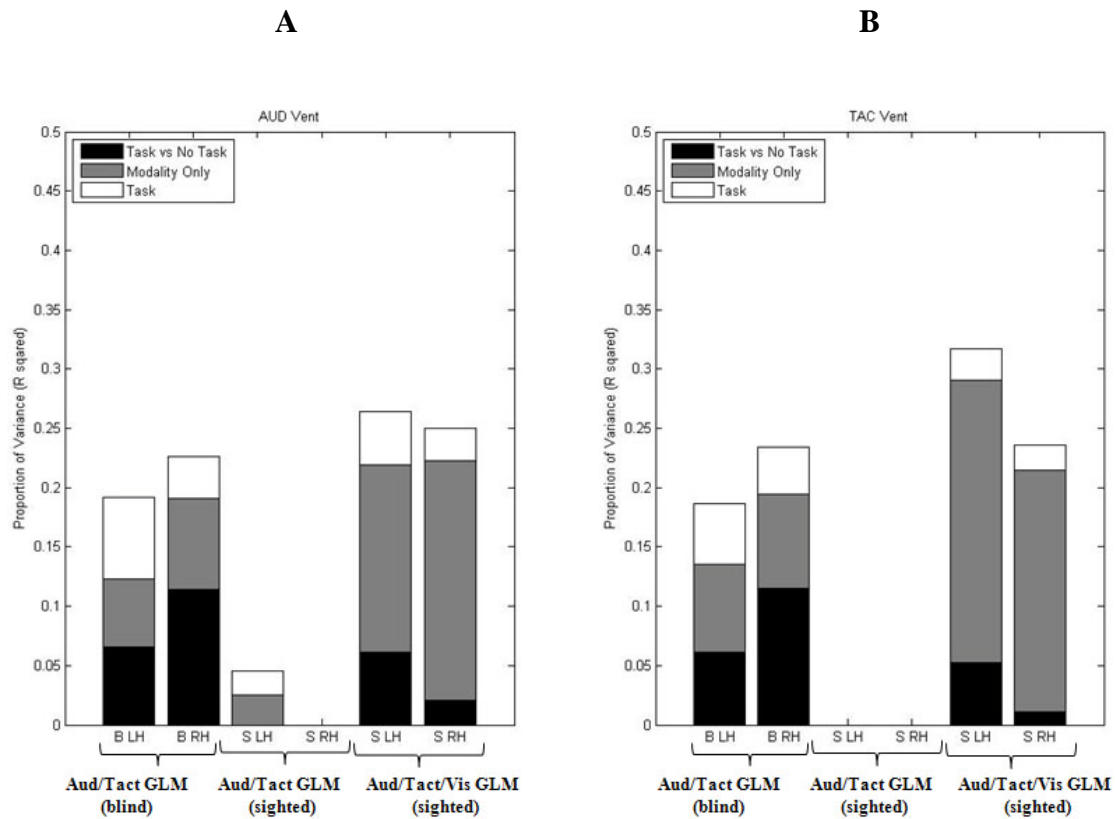 A
B
AUD Vent
0.5
0.45
0.4
0.35
0.3
0.25
0.2
0.15
0.1
0.05
0
Proportion of Variance (R sqared)
Task vs No Task
Modality Only
Task
B LH B RH S LH S RH S LH S RH
Aud/Tact GLM
(blind)
Aud/Tact GLM
(sighted)
Aud/Tact/Vis GLM
(sighted)
TAC Vent
0.5
0.45
0.4
0.35
0.3
0.25
0.2
0.15
0.1
0.05
0
Proportion of Variance (R sqared)
Task vs No Task
Modality Only
Task
B LH B RH S LH S RH S LH S RH
Aud/Tact GLM
(blind)
Aud/Tact GLM
(sighted)
Aud/Tact/Vis GLM
(sighted)